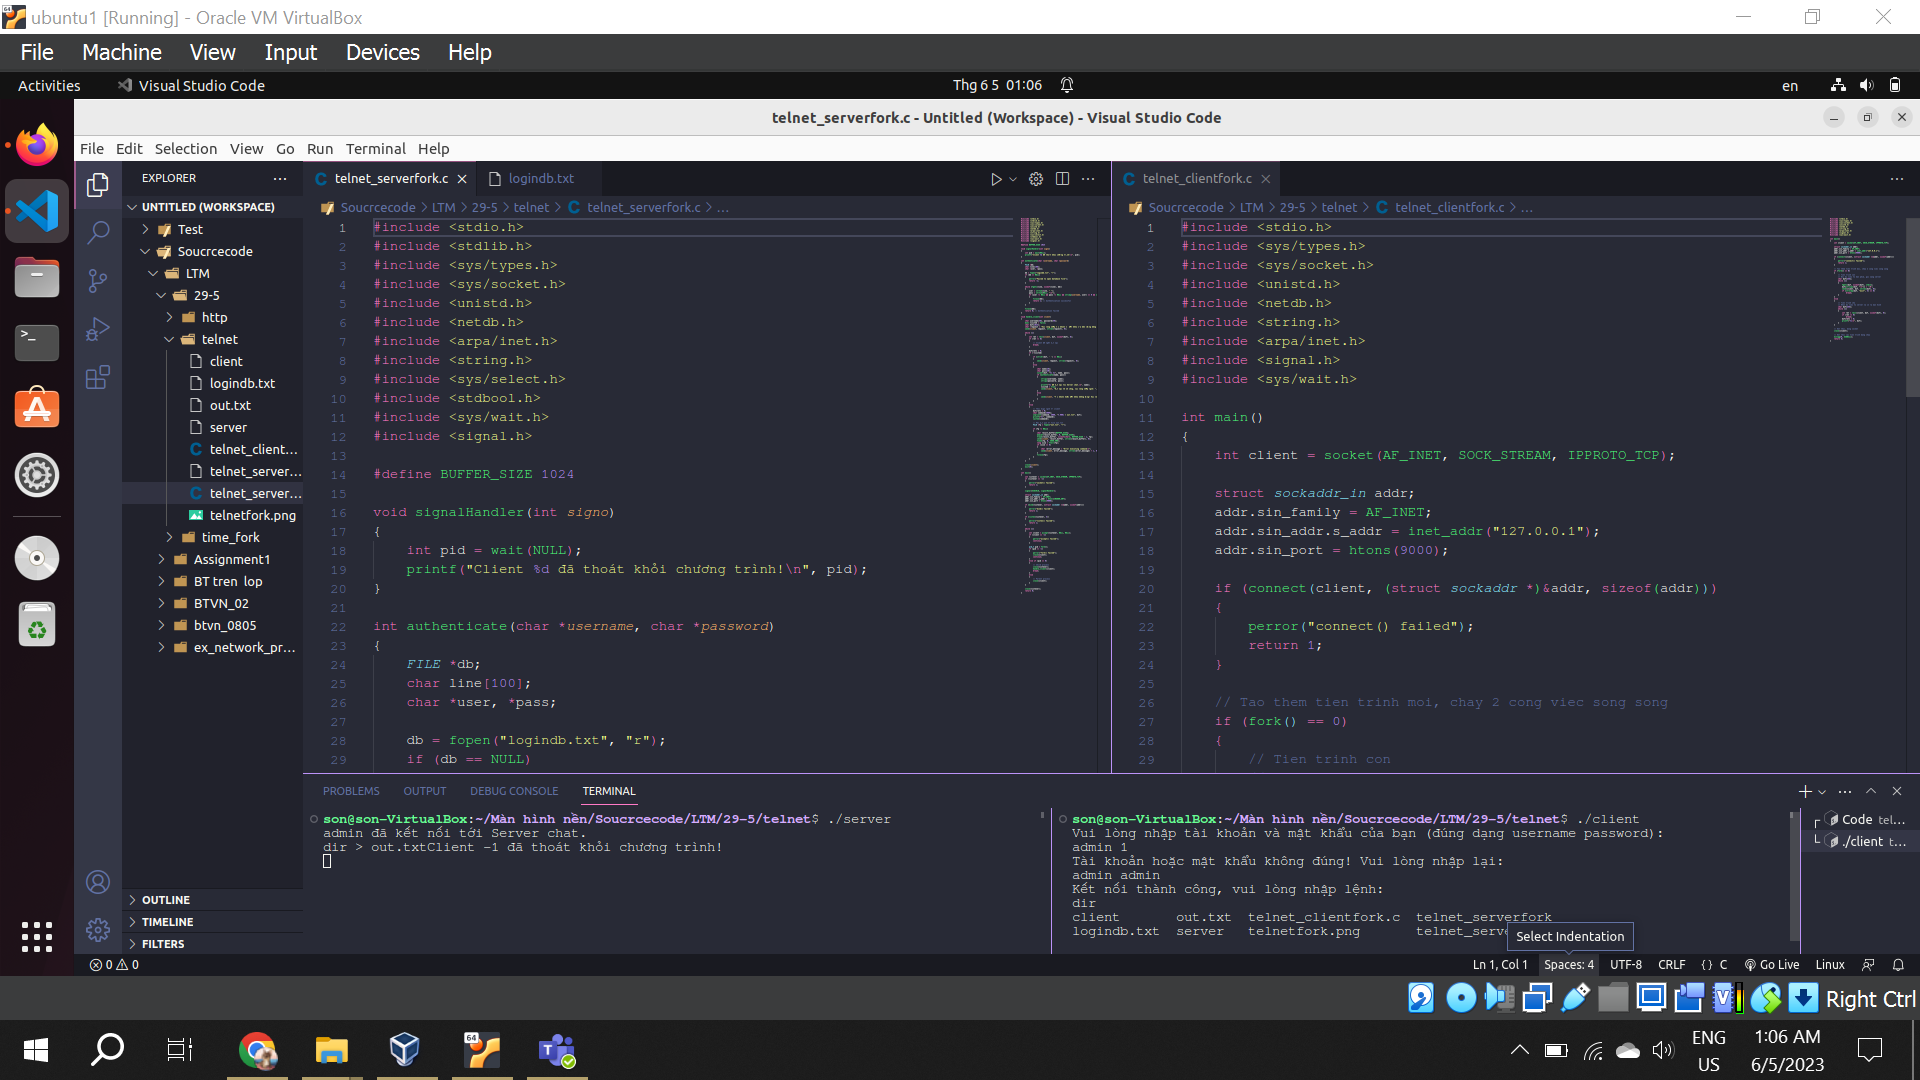 ubuntu1 [Running] - Oracle VM VirtualBox
File Machine View Input Devices Help
Activities Visual Studio Code Thg 6 5 01:06 en
telnet_serverfork.c - Untitled (Workspace) - Visual Studio Code
File Edit Selection View Go Run Terminal Help
EXPLORER
UNTITLED (WORKSPACE)
Test
Soucrcecode
LTM
29-5
http
telnet
client
logindb.txt
out.txt
server
telnet_client...
telnet_server...
telnet_server...
telnetfork.png
time_fork
Assignment1
BT tren lop
BTVN_02
btvn_0805
ex_network_pr...
OUTLINE
TIMELINE
FILTERS
telnet_serverfork.c logindb.txt
Soucrcecode > LTM > 29-5 > telnet > C telnet_serverfork.c > ...
1 #include <stdio.h>
2 #include <stdlib.h>
3 #include <sys/types.h>
4 #include <sys/socket.h>
5 #include <unistd.h>
6 #include <netdb.h>
7 #include <arpa/inet.h>
8 #include <string.h>
9 #include <sys/select.h>
10 #include <stdbool.h>
11 #include <sys/wait.h>
12 #include <signal.h>
13
14 #define BUFFER_SIZE 1024
15
16 void signalHandler(int signo)
17 {
18 int pid = wait(NULL);
19 printf("Client %d đã thoát khỏi chương trình!\n", pid);
20 }
21
22 int authenticate(char *username, char *password)
23 {
24 FILE *db;
25 char line[100];
26 char *user, *pass;
27
28 db = fopen("logindb.txt", "r");
29 if (db == NULL)
telnet_clientfork.c
Soucrcecode > LTM > 29-5 > telnet > C telnet_clientfork.c > ...
1 #include <stdio.h>
2 #include <sys/types.h>
3 #include <sys/socket.h>
4 #include <unistd.h>
5 #include <netdb.h>
6 #include <string.h>
7 #include <arpa/inet.h>
8 #include <signal.h>
9 #include <sys/wait.h>
10
11 int main()
12 {
13 int client = socket(AF_INET, SOCK_STREAM, IPPROTO_TCP);
14
15 struct sockaddr_in addr;
16 addr.sin_family = AF_INET;
17 addr.sin_addr.s_addr = inet_addr("127.0.0.1");
18 addr.sin_port = htons(9000);
19
20 if (connect(client, (struct sockaddr *)&addr, sizeof(addr)))
21 {
22 perror("connect() failed");
23 return 1;
24 }
25
26 // Tao them tien trinh moi, chay 2 cong viec song song
27 if (fork() == 0)
28 {
29 // Tien trinh con
PROBLEMS OUTPUT DEBUG CONSOLE TERMINAL
son@son-VirtualBox:~/Màn hình nền/Soucrcecode/LTM/29-5/telnet$ ./server
admin đã kết nối tới Server chat.
dir > out.txtClient -1 đã thoát khỏi chương trình!
son@son-VirtualBox:~/Màn hình nền/Soucrcecode/LTM/29-5/telnet$ ./client
Vui lòng nhập tài khoản và mật khẩu của bạn (đúng dạng username password):
admin 1
Tài khoản hoặc mật khẩu không đúng! Vui lòng nhập lại:
admin admin
Kết nối thành công, vui lòng nhập lệnh:
dir
client out.txt telnet_clientfork.c telnet_serverfork
logindb.txt server telnetfork.png telnet_serv
Code tel...
./client t...
Select Indentation
0 0 Ln 1, Col 1 Spaces: 4 UTF-8 CRLF {} C Go Live Linux
Right Ctrl
64
ENG
US
1:06 AM
6/5/2023